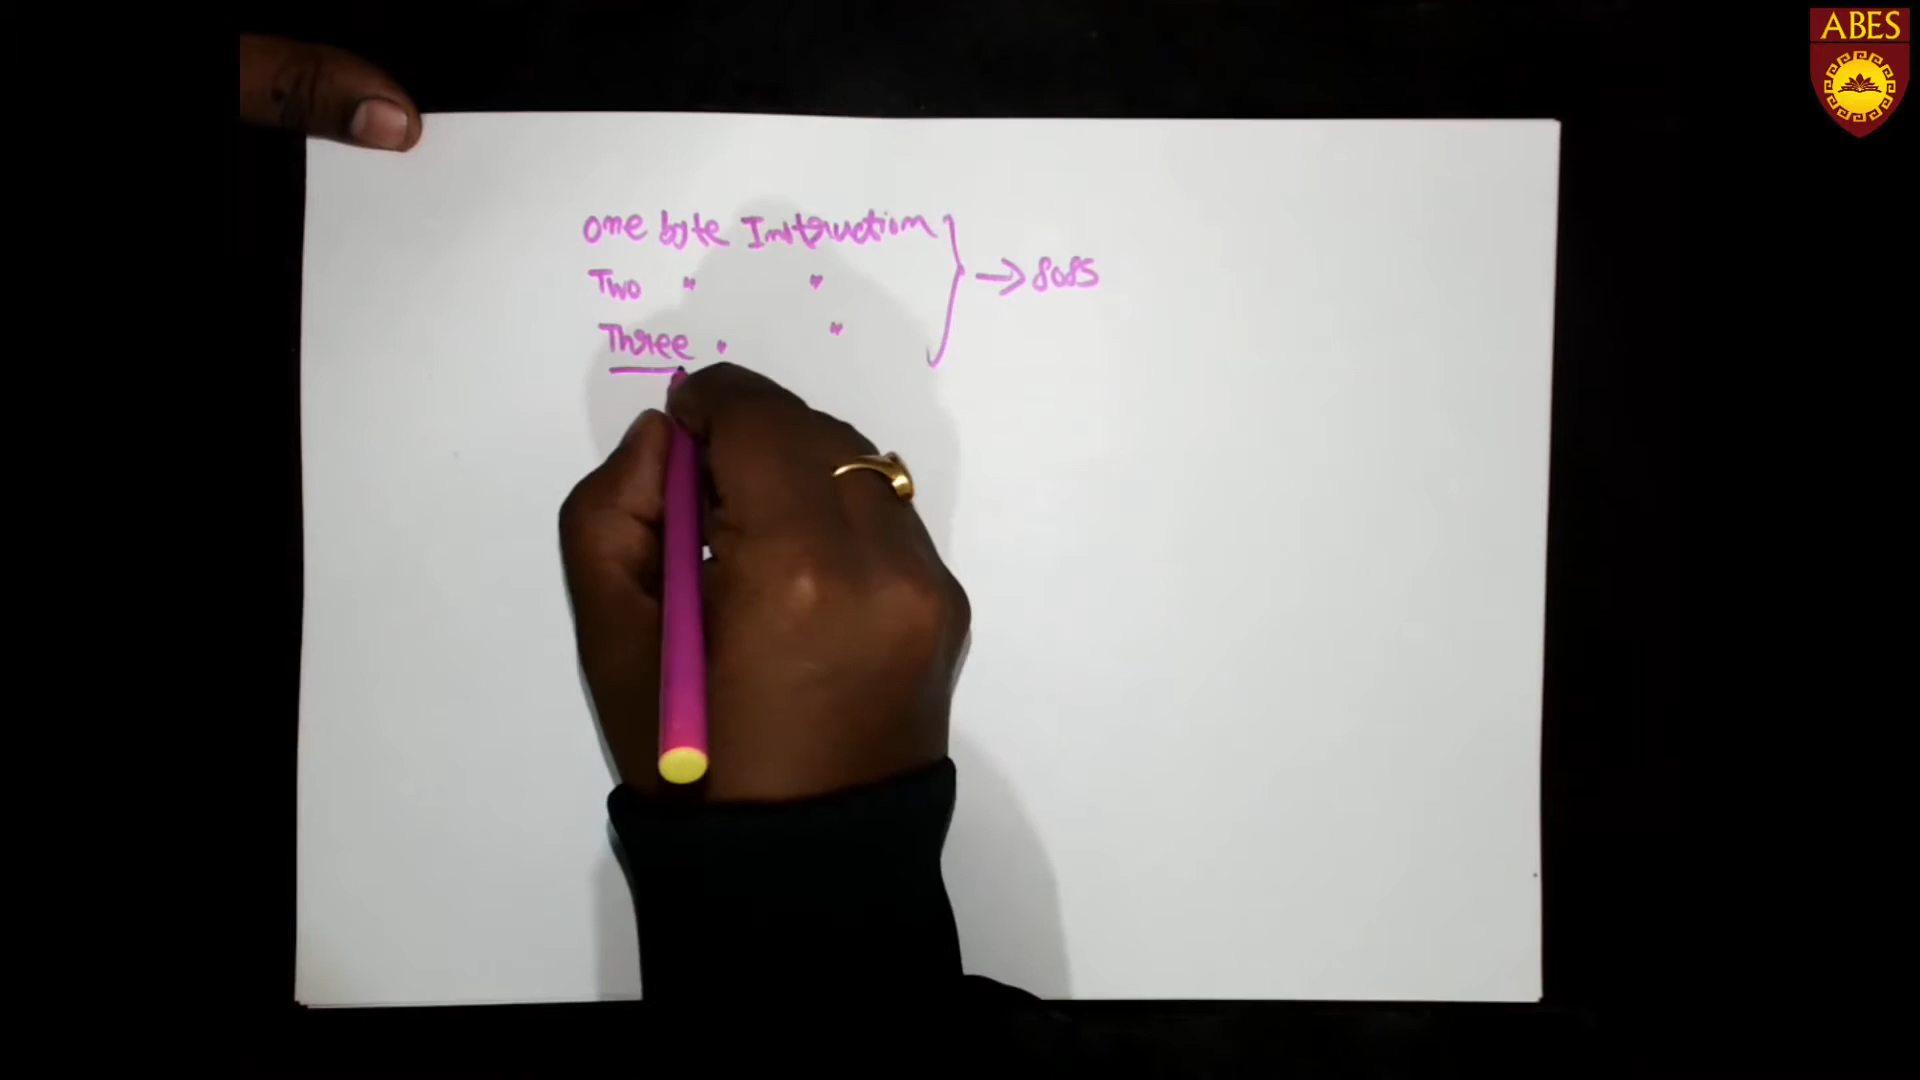 ABES
one byte Instruction
Two " " → 8085
Three " "